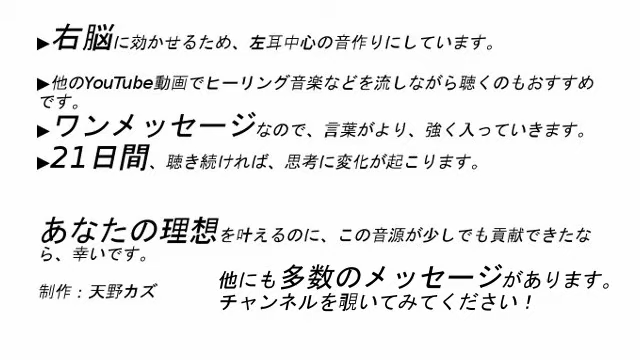 ▶右脳に効かせるため、左耳中心の音作りにしています。
▶他のYouTube動画でヒーリング音楽などを流しながら聴くのもおすすめ
です。
▶ワンメッセージなので、言葉がより、強く入っていきます。
▶21日間、聴き続ければ、思考に変化が起こります。
あなたの理想を叶えるのに、この音源が少しでも貢献できたな
ら、幸いです。
他にも多数のメッセージがあります。
制作：天野カズ
チャンネルを覗いてみてください！